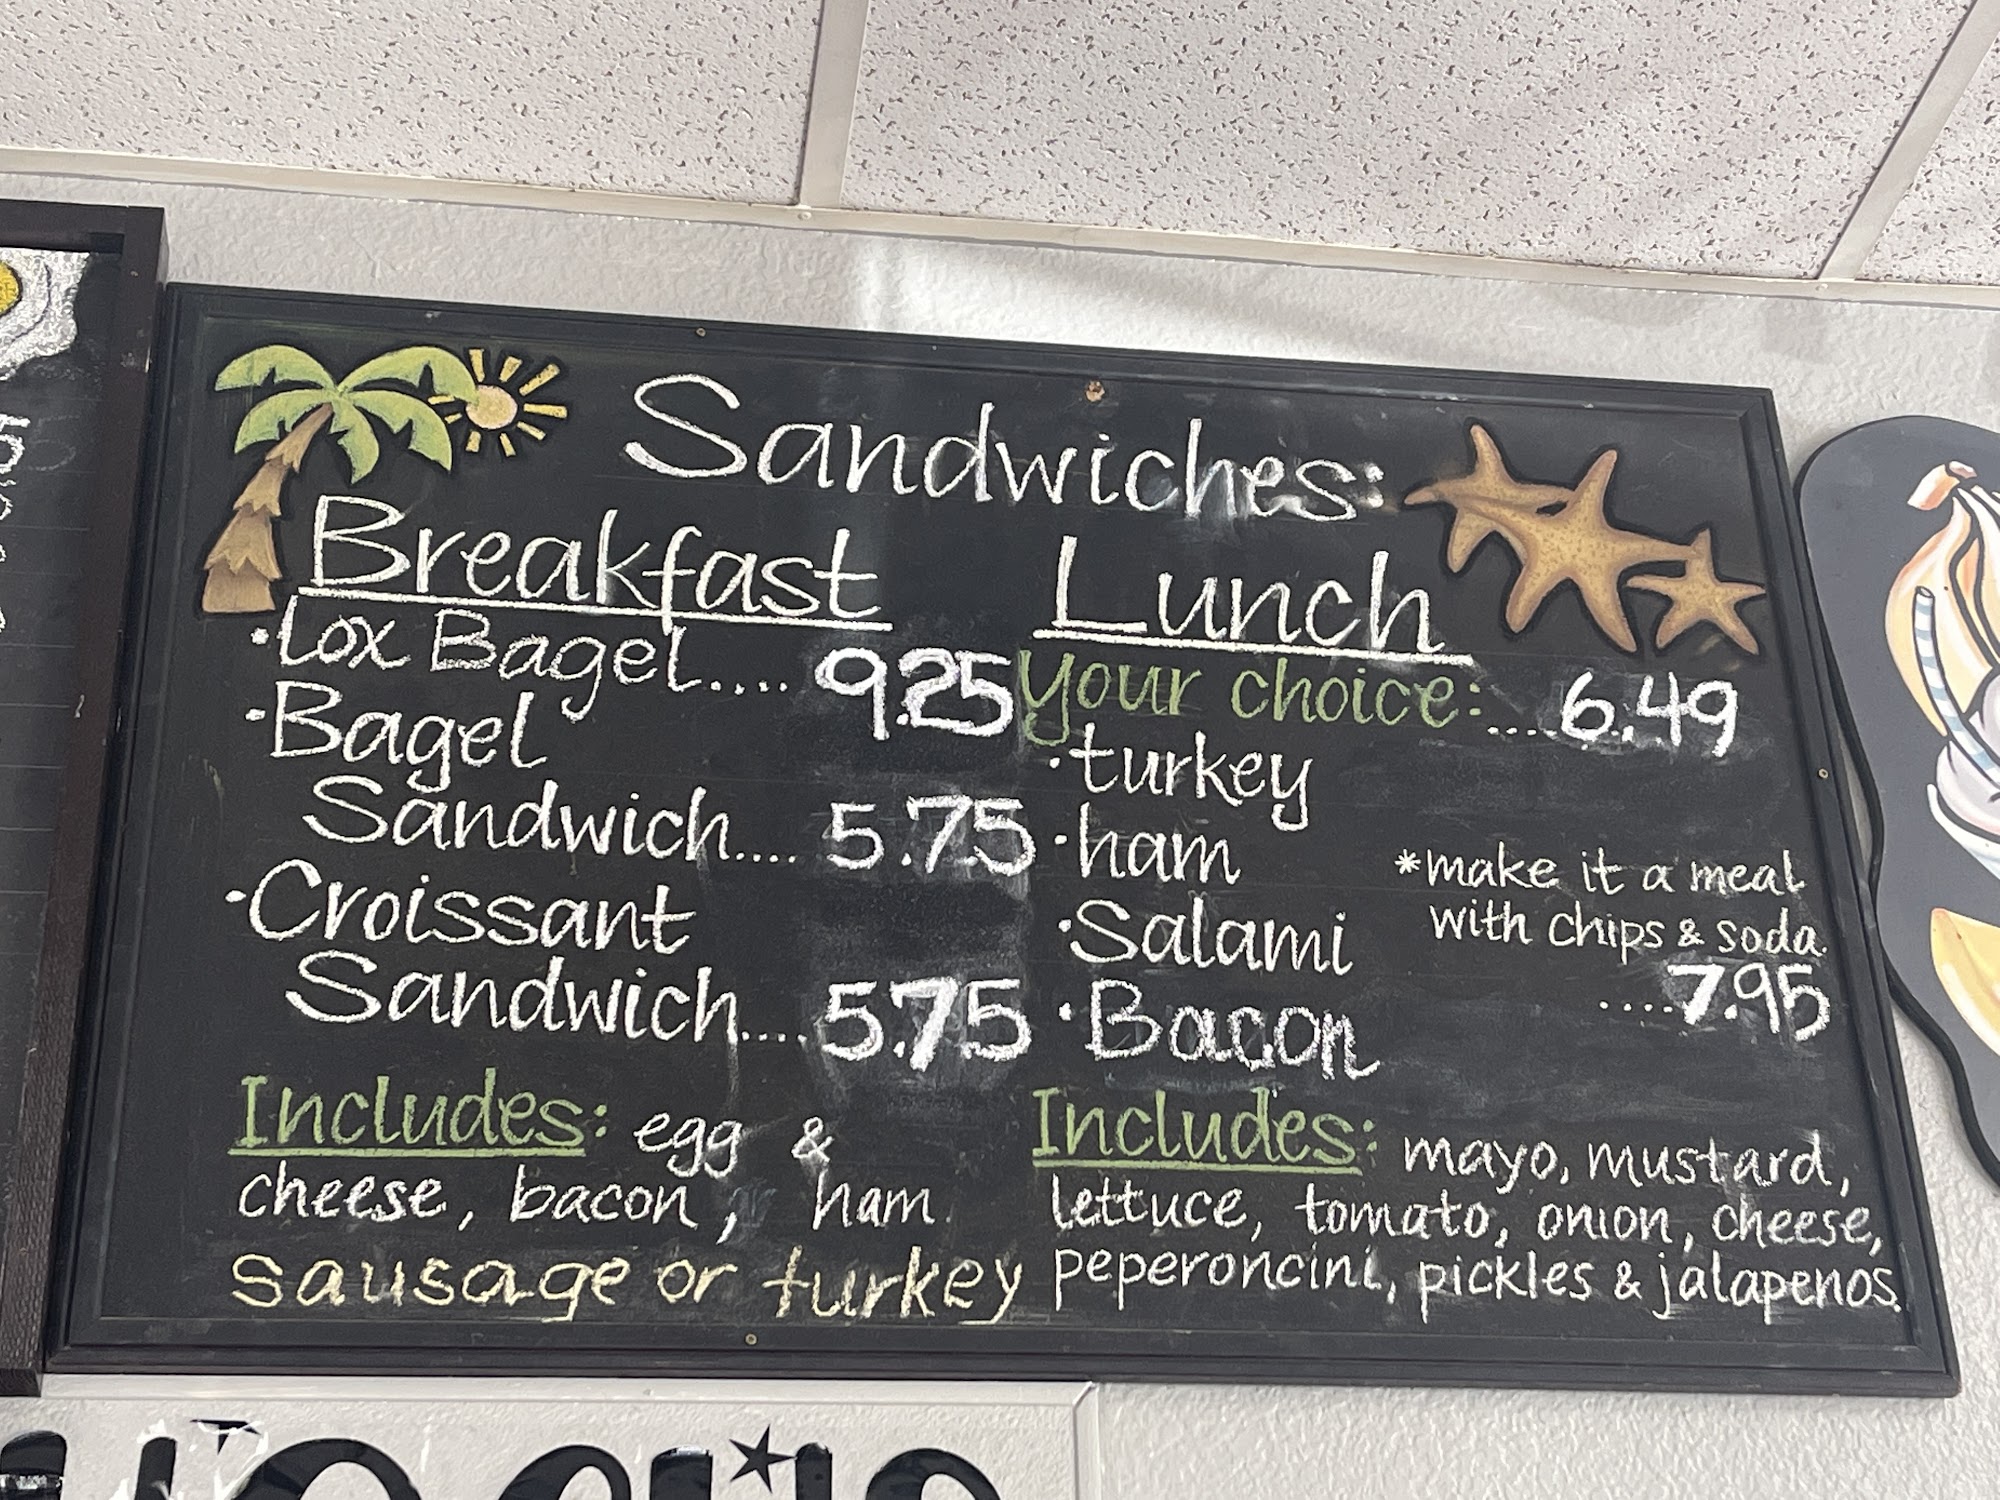 Sandwiches:
Breakfast
·lox Bagel.... 9.25
·Bagel
Sandwich.... 5.75
·Croissant
Sandwich.... 5.75
Includes: egg &
cheese, bacon, ham
sausage or turkey
Lunch
your choice:....6.49
·turkey
·ham
·Salami
·Bacon
*make it a meal
with chips & soda.
....7.95
Includes: mayo, mustard,
lettuce, tomato, onion, cheese,
peperoncini, pickles & jalapenos.